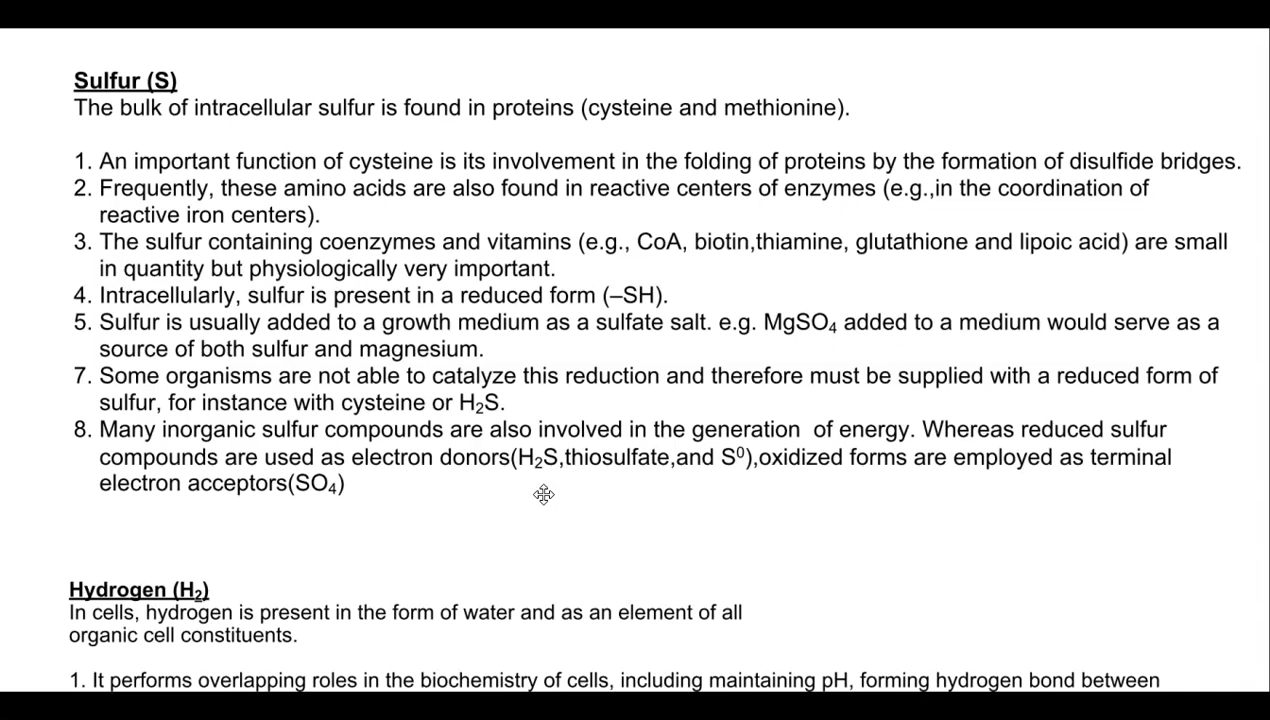 Sulfur (S)
The bulk of intracellular sulfur is found in proteins (cysteine and methionine).
1. An important function of cysteine is its involvement in the folding of proteins by the formation of disulfide bridges.
2. Frequently, these amino acids are also found in reactive centers of enzymes (e.g.,in the coordination of
reactive iron centers).
3. The sulfur containing coenzymes and vitamins (e.g., CoA, biotin,thiamine, glutathione and lipoic acid) are small
in quantity but physiologically very important.
4. Intracellularly, sulfur is present in a reduced form (–SH).
5. Sulfur is usually added to a growth medium as a sulfate salt. e.g. MgSO₄ added to a medium would serve as a
source of both sulfur and magnesium.
7. Some organisms are not able to catalyze this reduction and therefore must be supplied with a reduced form of
sulfur, for instance with cysteine or H₂S.
8. Many inorganic sulfur compounds are also involved in the generation  of energy. Whereas reduced sulfur
compounds are used as electron donors(H₂S,thiosulfate,and S⁰),oxidized forms are employed as terminal
electron acceptors(SO₄)
Hydrogen (H₂)
In cells, hydrogen is present in the form of water and as an element of all
organic cell constituents.
1. It performs overlapping roles in the biochemistry of cells, including maintaining pH, forming hydrogen bond between